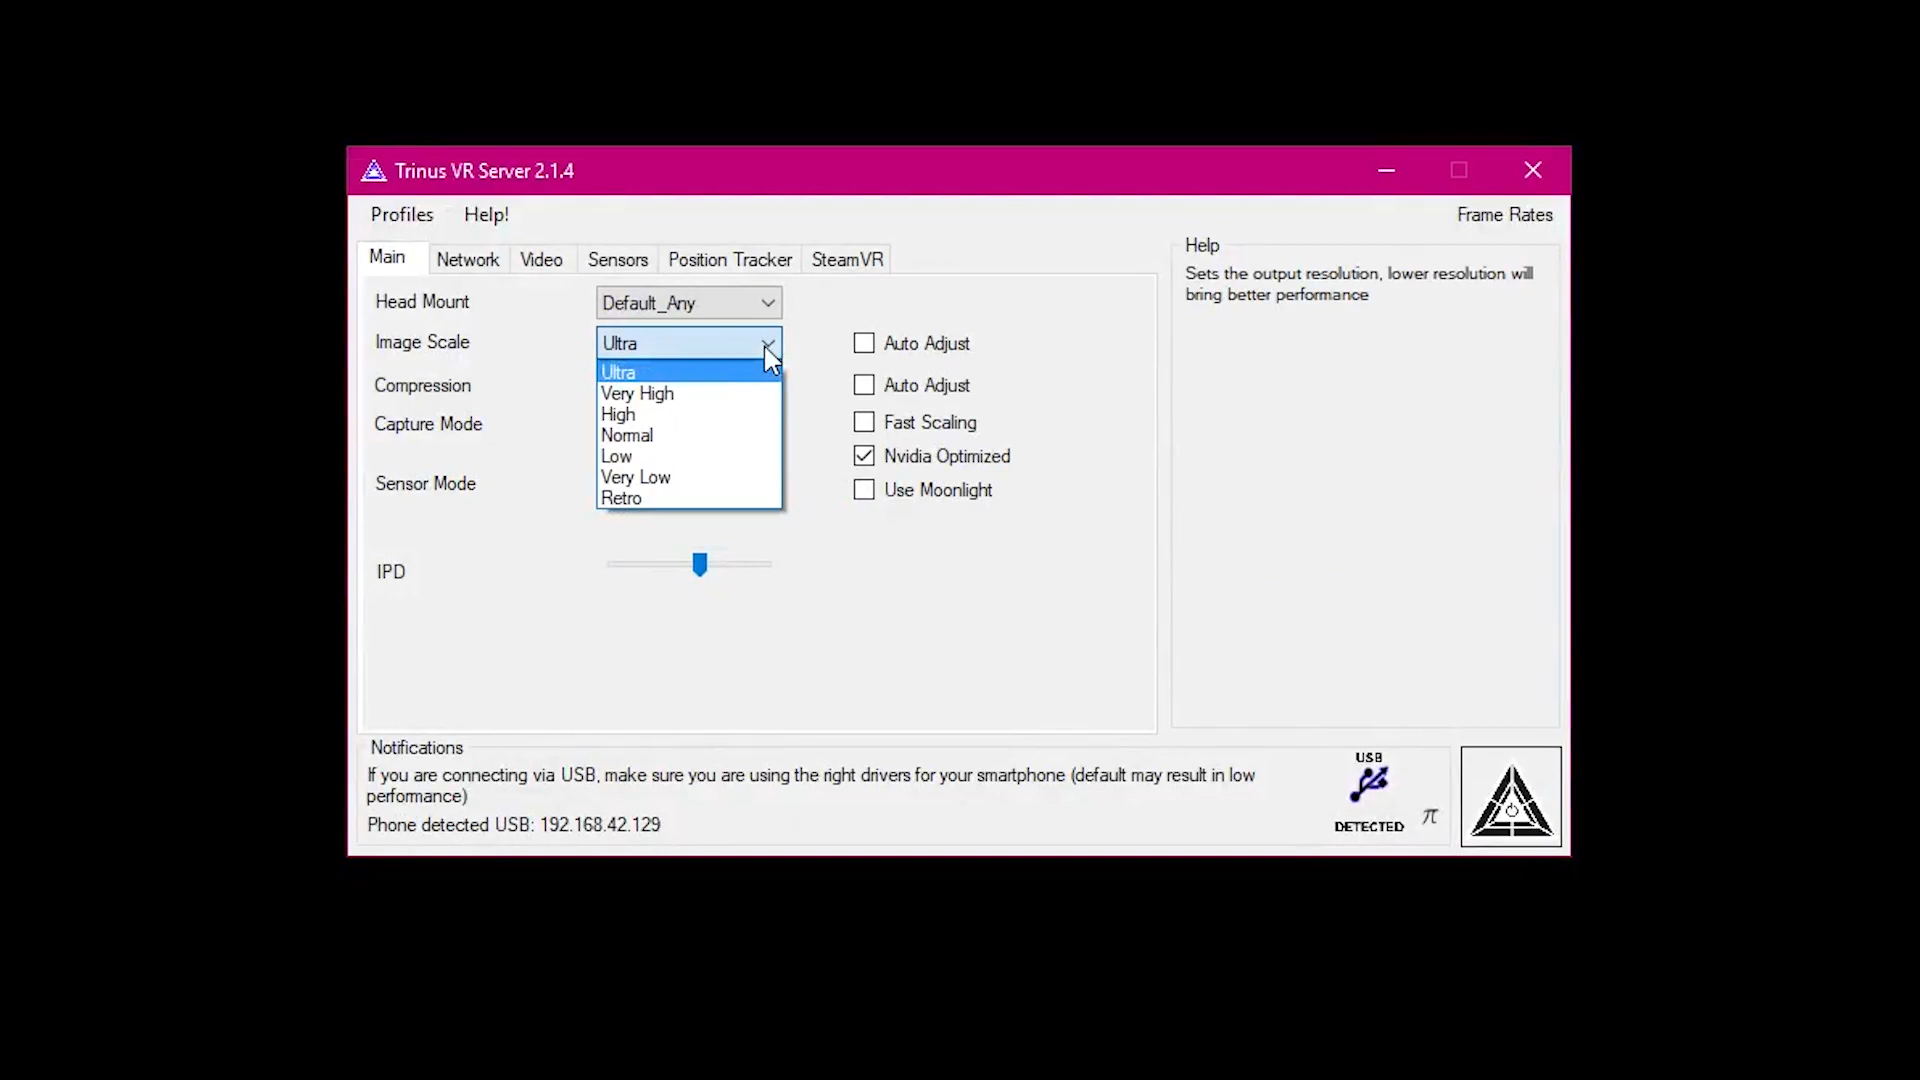 Trinus VR Server 2.1.4
Profiles Help! Frame Rates
Main Network Video Sensors Position Tracker SteamVR
Help
Sets the output resolution, lower resolution will
bring better performance
Head Mount Default_Any
Image Scale Ultra Auto Adjust
Ultra
Very High
High
Normal
Low
Very Low
Retro
Compression Auto Adjust
Capture Mode Fast Scaling
Nvidia Optimized
Sensor Mode Use Moonlight
IPD
Notifications
If you are connecting via USB, make sure you are using the right drivers for your smartphone (default may result in low
performance)
Phone detected USB: 192.168.42.129
USB
DETECTED
π